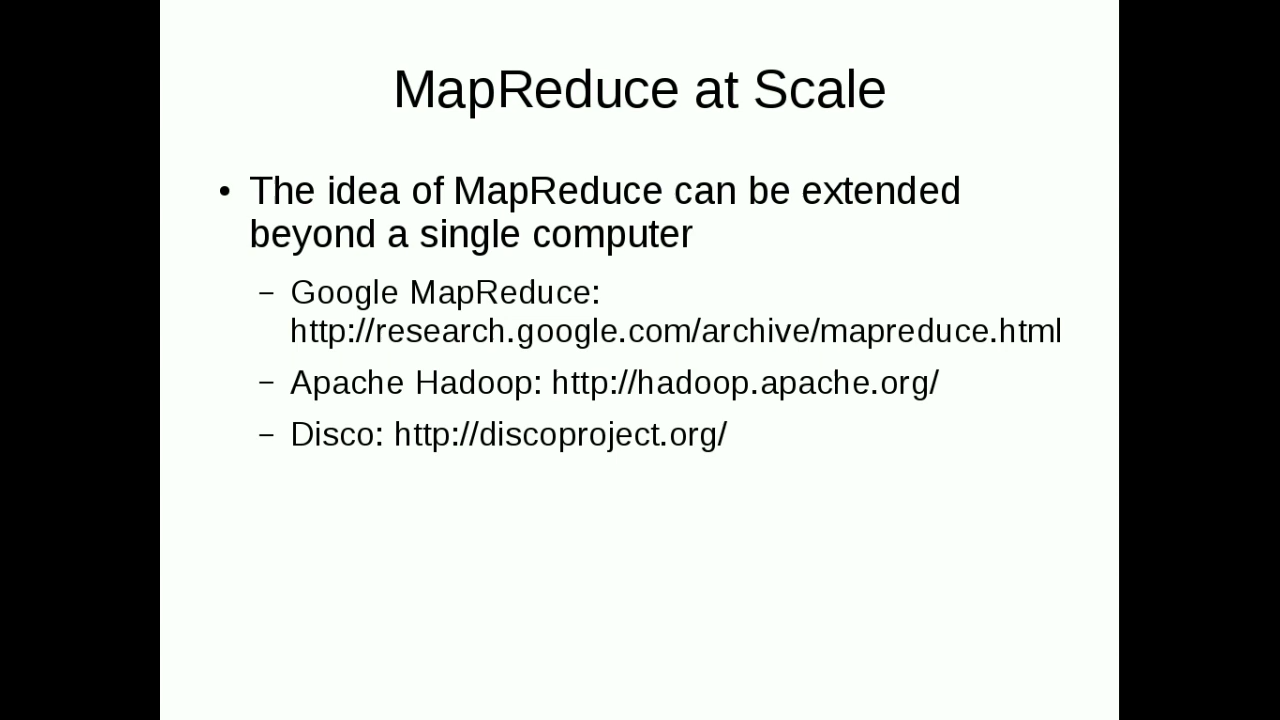 MapReduce at Scale
• The idea of MapReduce can be extended
beyond a single computer
– Google MapReduce:
http://research.google.com/archive/mapreduce.html
– Apache Hadoop: http://hadoop.apache.org/
– Disco: http://discoproject.org/